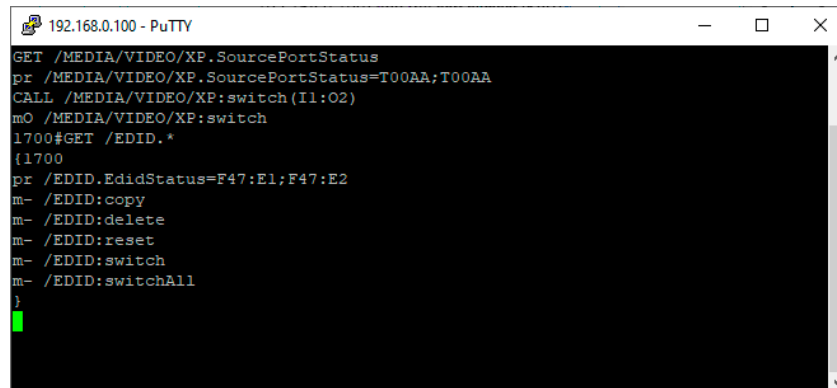 192.168.0.100 - PuTTY
GET /MEDIA/VIDEO/XP.SourcePortStatus
pr /MEDIA/VIDEO/XP.SourcePortStatus=T00AA;T00AA
CALL /MEDIA/VIDEO/XP:switch(I1:O2)
mO /MEDIA/VIDEO/XP:switch
1700#GET /EDID.*
{1700
pr /EDID.EdidStatus=F47:E1;F47:E2
m- /EDID:copy
m- /EDID:delete
m- /EDID:reset
m- /EDID:switch
m- /EDID:switchAll
}